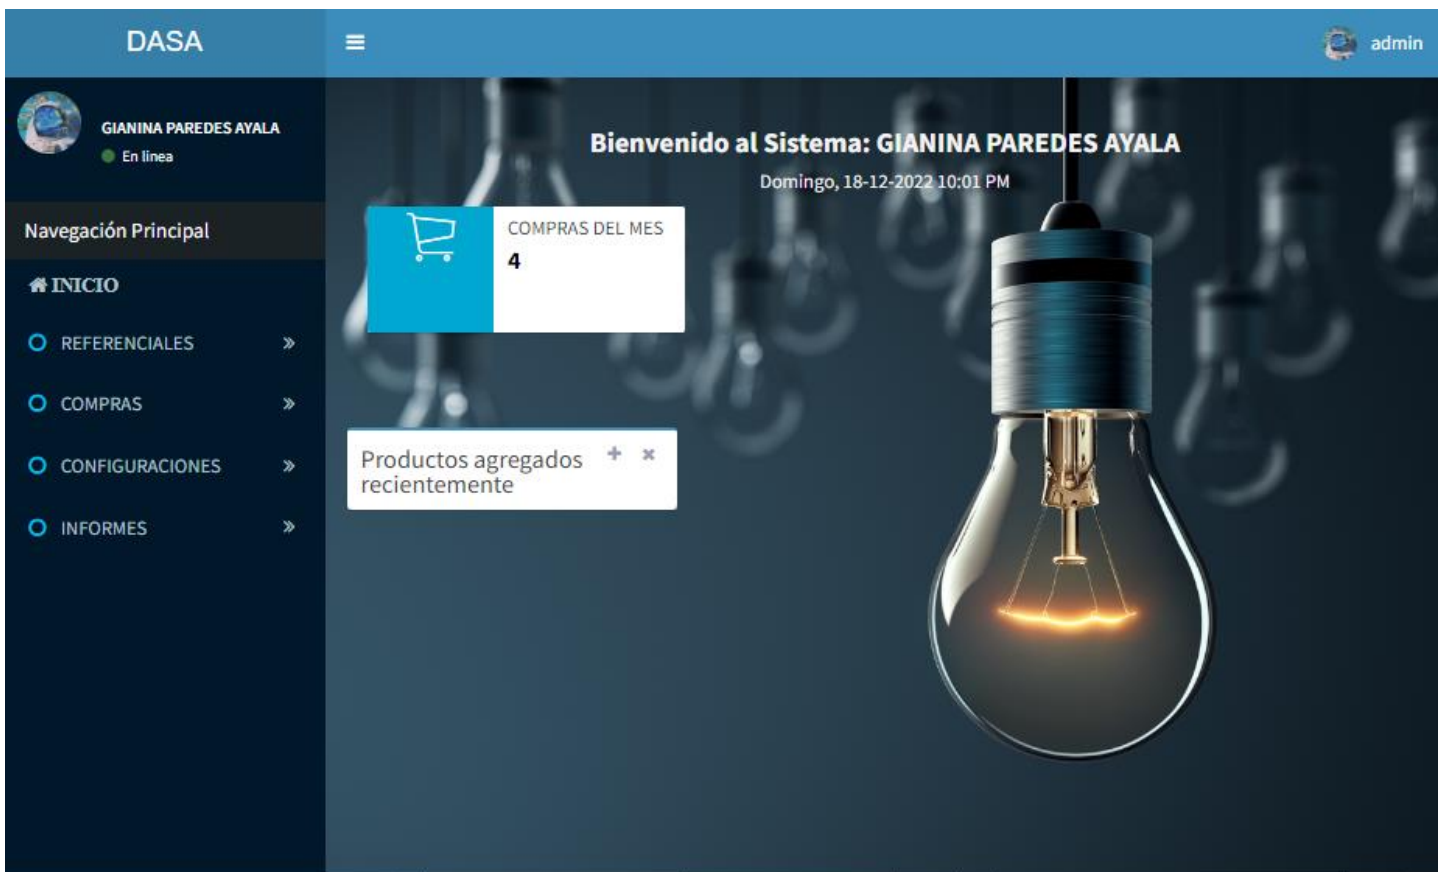 DASA
admin
GIANINA PAREDES AYALA
En linea
Navegación Principal
INICIO
REFERENCIALES
COMPRAS
CONFIGURACIONES
INFORMES
Bienvenido al Sistema: GIANINA PAREDES AYALA
Domingo, 18-12-2022 10:01 PM
COMPRAS DEL MES
4
Productos agregados
recientemente